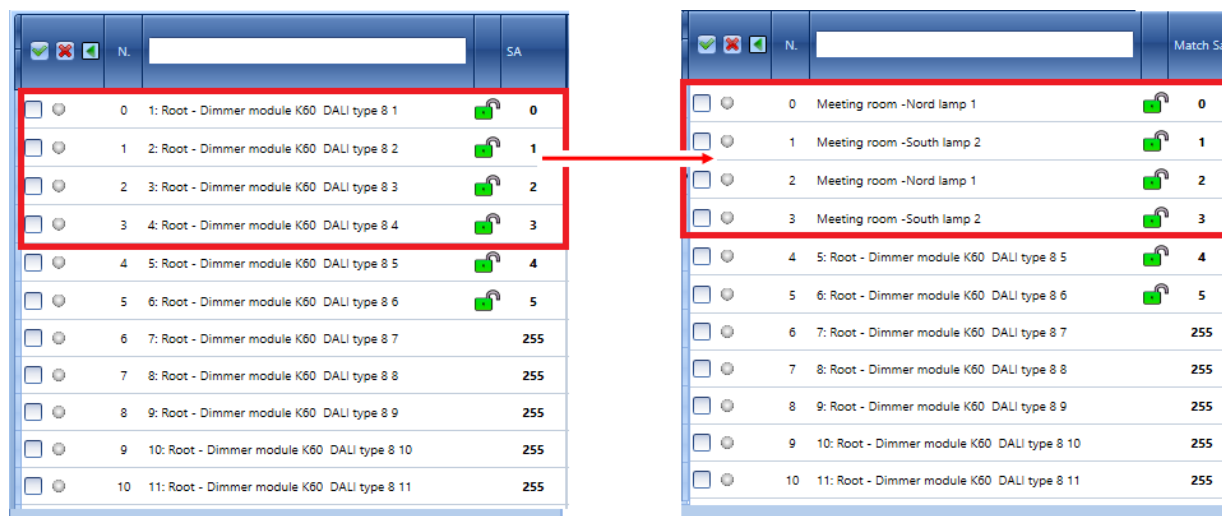 N. SA
0 1: Root - Dimmer module K60 DALI type 8 1 0
1 2: Root - Dimmer module K60 DALI type 8 2 1
2 3: Root - Dimmer module K60 DALI type 8 3 2
3 4: Root - Dimmer module K60 DALI type 8 4 3
4 5: Root - Dimmer module K60 DALI type 8 5 4
5 6: Root - Dimmer module K60 DALI type 8 6 5
6 7: Root - Dimmer module K60 DALI type 8 7 255
7 8: Root - Dimmer module K60 DALI type 8 8 255
8 9: Root - Dimmer module K60 DALI type 8 9 255
9 10: Root - Dimmer module K60 DALI type 8 10 255
10 11: Root - Dimmer module K60 DALI type 8 11 255
N. Match Sa
0 Meeting room -Nord lamp 1 0
1 Meeting room -South lamp 2 1
2 Meeting room -Nord lamp 1 2
3 Meeting room -South lamp 2 3
4 5: Root - Dimmer module K60 DALI type 8 5 4
5 6: Root - Dimmer module K60 DALI type 8 6 5
6 7: Root - Dimmer module K60 DALI type 8 7 255
7 8: Root - Dimmer module K60 DALI type 8 8 255
8 9: Root - Dimmer module K60 DALI type 8 9 255
9 10: Root - Dimmer module K60 DALI type 8 10 255
10 11: Root - Dimmer module K60 DALI type 8 11 255